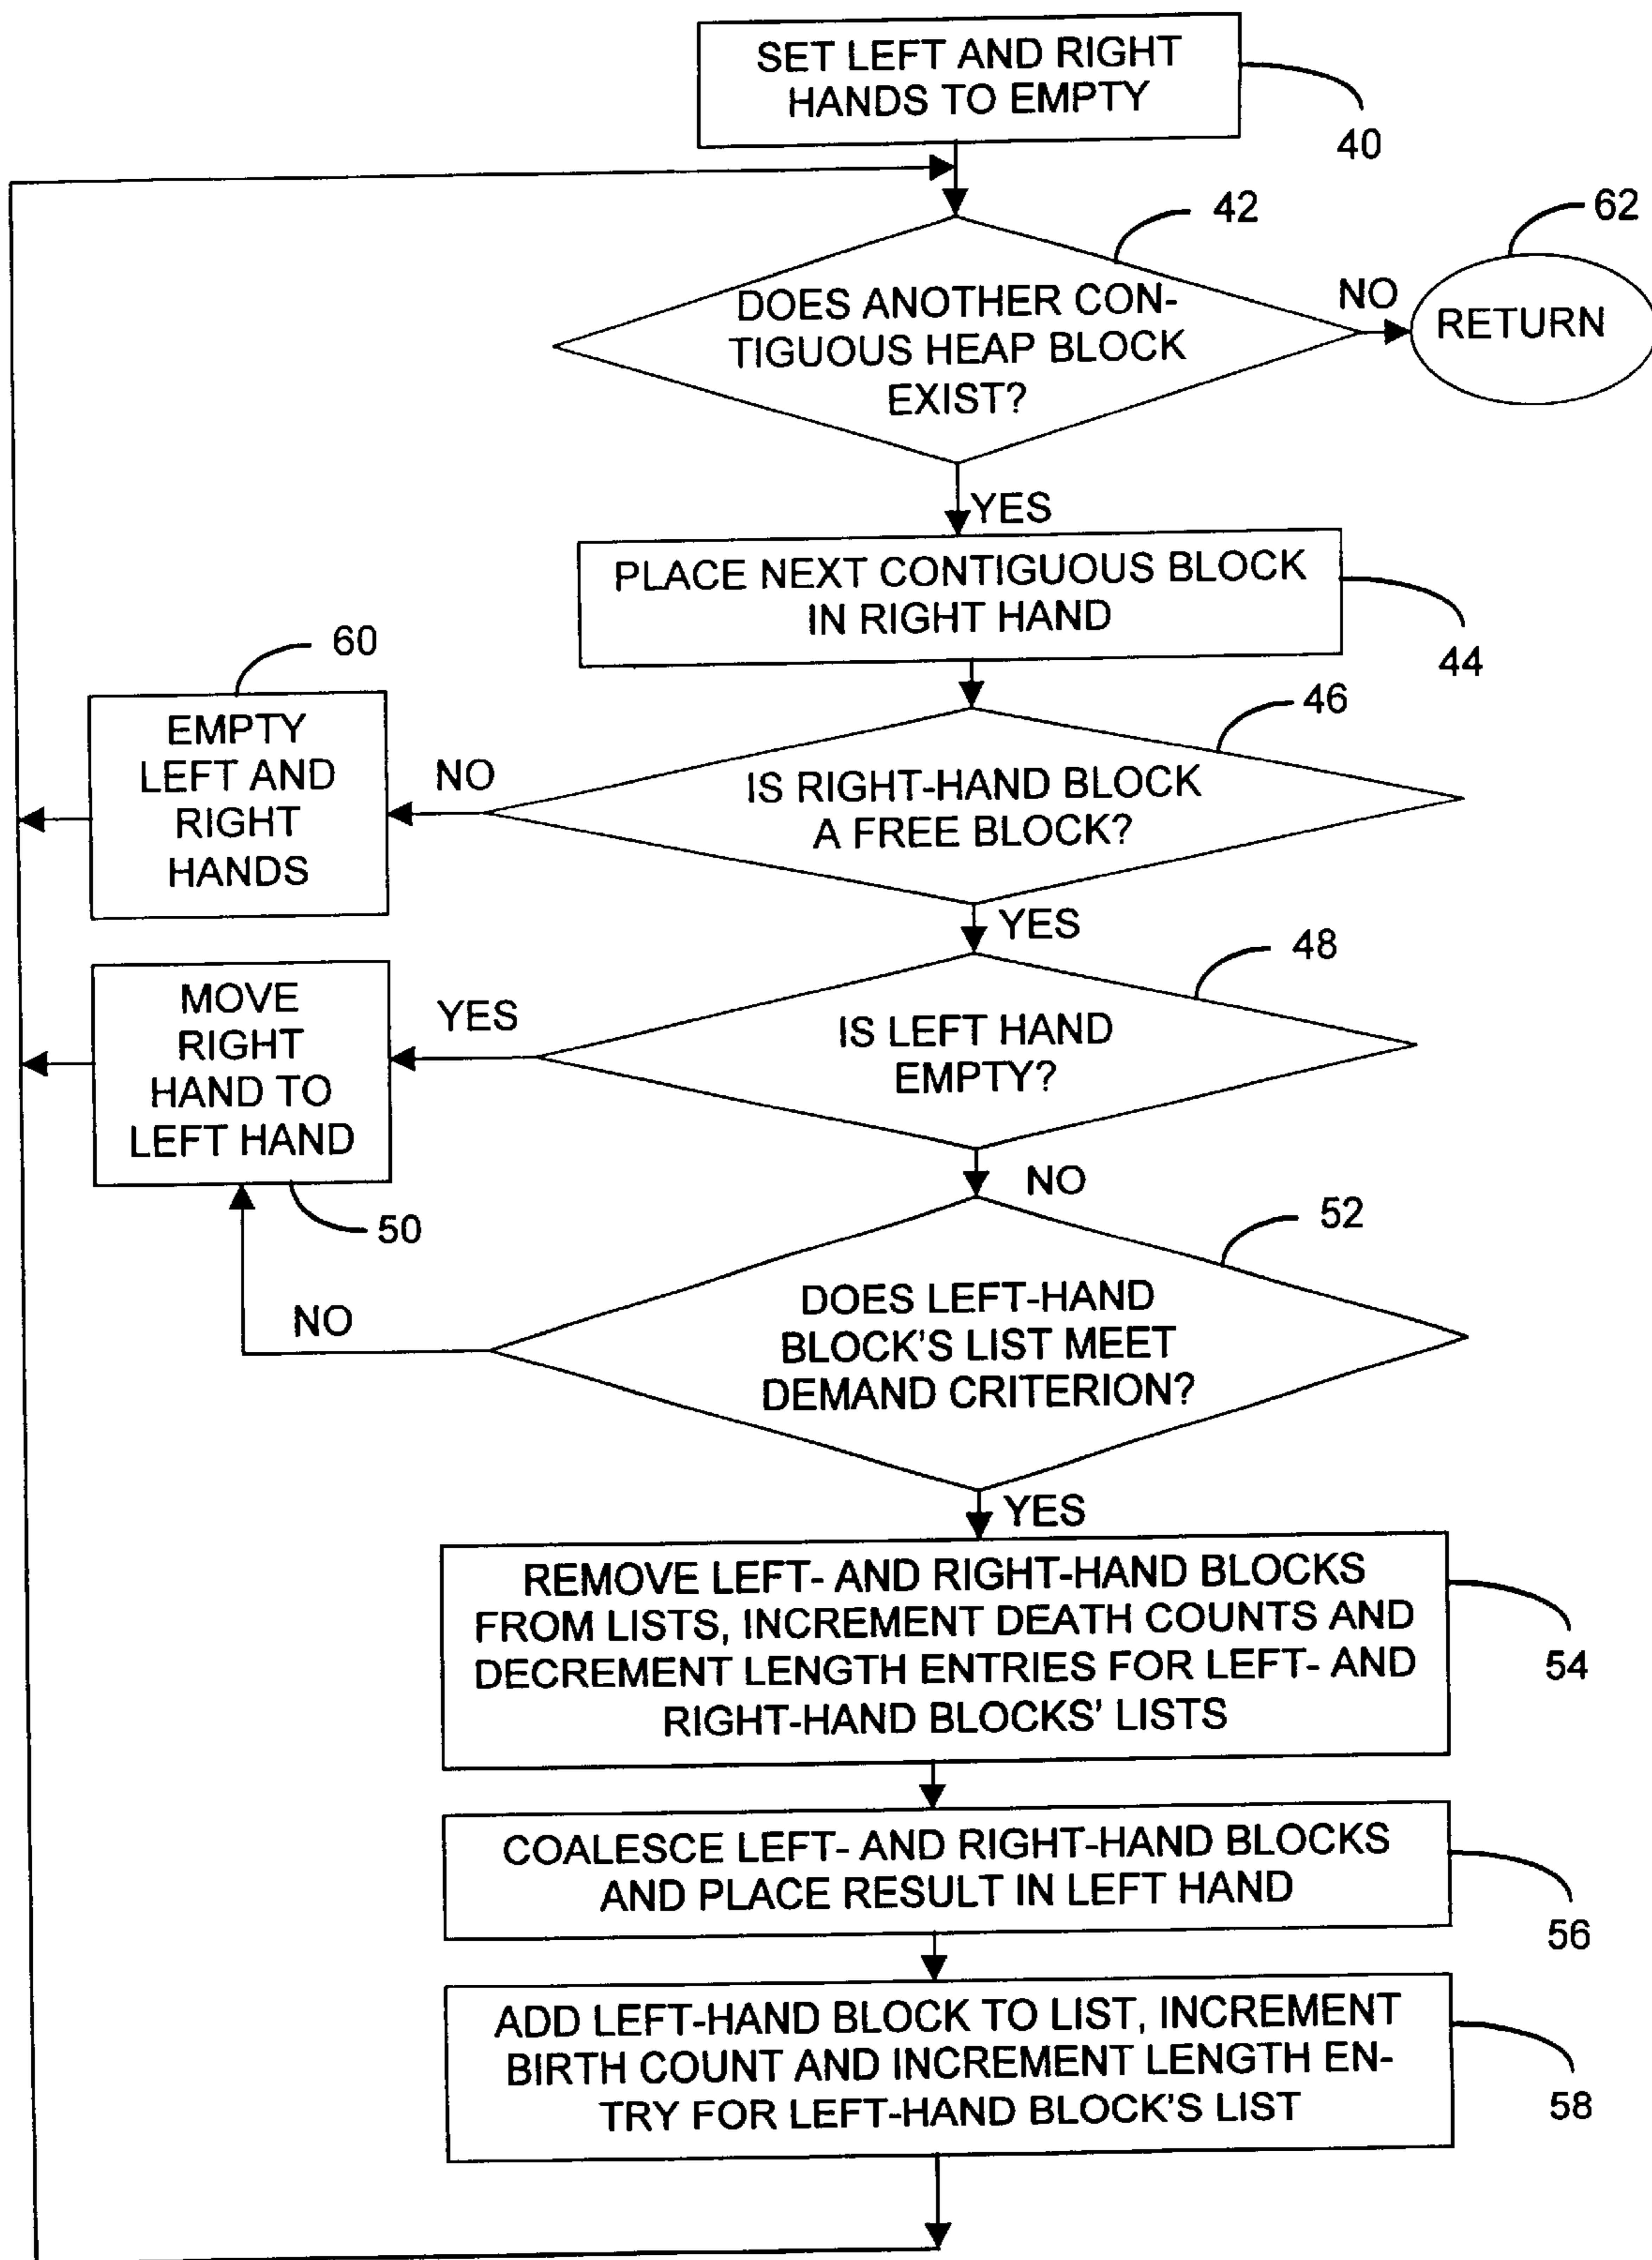 SET LEFT AND RIGHT
HANDS TO EMPTY
40
42
62
DOES ANOTHER CON-
TIGUOUS HEAP BLOCK
EXIST?
NO
RETURN
YES
PLACE NEXT CONTIGUOUS BLOCK
IN RIGHT HAND
44
60
46
EMPTY
LEFT AND
RIGHT
HANDS
NO
IS RIGHT-HAND BLOCK
A FREE BLOCK?
YES
48
MOVE
RIGHT
HAND TO
LEFT HAND
YES
IS LEFT HAND
EMPTY?
50
NO
52
NO
DOES LEFT-HAND
BLOCK'S LIST MEET
DEMAND CRITERION?
YES
REMOVE LEFT- AND RIGHT-HAND BLOCKS
FROM LISTS, INCREMENT DEATH COUNTS AND
DECREMENT LENGTH ENTRIES FOR LEFT- AND
RIGHT-HAND BLOCKS' LISTS
54
COALESCE LEFT- AND RIGHT-HAND BLOCKS
AND PLACE RESULT IN LEFT HAND
56
ADD LEFT-HAND BLOCK TO LIST, INCREMENT
BIRTH COUNT AND INCREMENT LENGTH EN-
TRY FOR LEFT-HAND BLOCK'S LIST
58